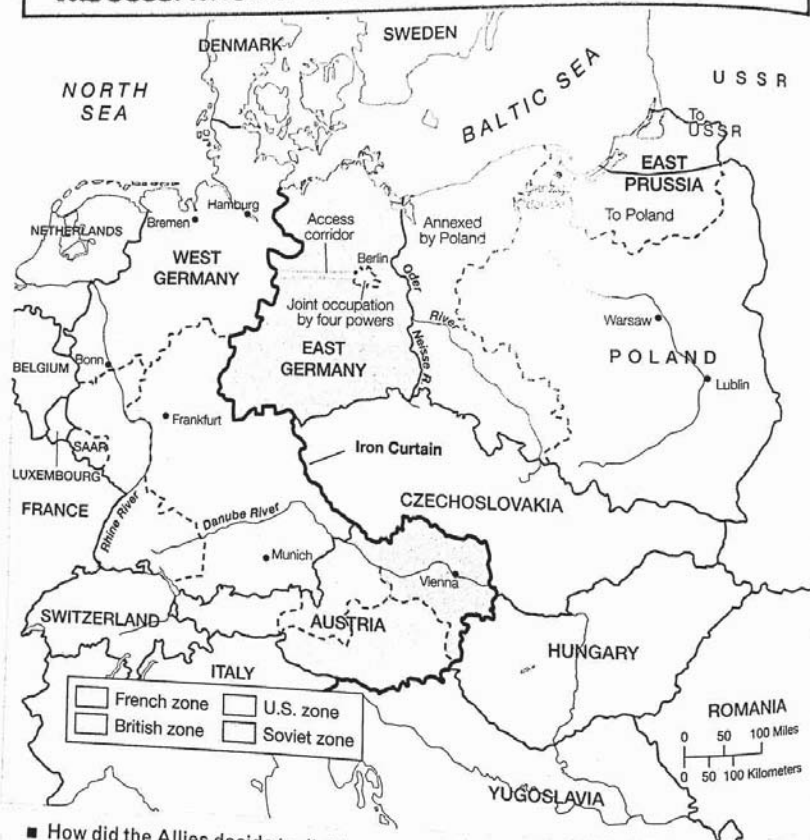 DENMARK
SWEDEN
NORTH
SEA
BALTIC SEA
USSR
To
USSR
EAST
PRUSSIA
To Poland
Hamburg
Bremen
NETHERLANDS
WEST
GERMANY
Access
corridor
Berlin
Annexed
by Poland
Joint occupation
by four powers
EAST
GERMANY
Oder
River
Neisse R.
Warsaw
POLAND
Lublin
BELGIUM
Bonn
Frankfurt
SAAR
LUXEMBOURG
FRANCE
Rhine River
Iron Curtain
CZECHOSLOVAKIA
Danube River
Munich
Vienna
SWITZERLAND
AUSTRIA
HUNGARY
ITALY
French zone
U.S. zone
British zone
Soviet zone
ROMANIA
0 50 100 Miles
0 50 100 Kilometers
YUGOSLAVIA
■ How did the Allies decide